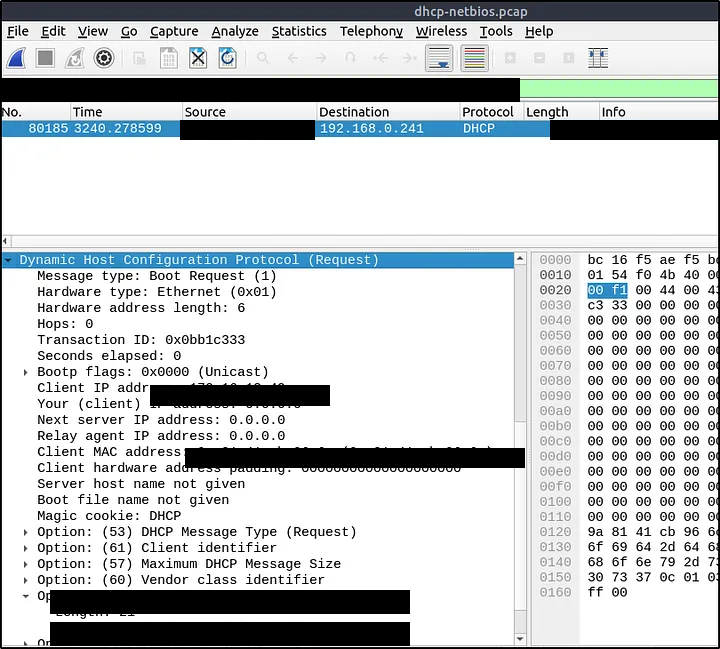 dhcp-netbios.pcap
File Edit View Go Capture Analyze Statistics Telephony Wireless Tools Help
No. Time Source Destination Protocol Length Info
80185 3240.278599 192.168.0.241 DHCP
Dynamic Host Configuration Protocol (Request)
Message type: Boot Request (1)
Hardware type: Ethernet (0x01)
Hardware address length: 6
Hops: 0
Transaction ID: 0x0bb1c333
Seconds elapsed: 0
Bootp flags: 0x0000 (Unicast)
Client IP
Your (client)
Next server IP address: 0.0.0.0
Relay agent IP address: 0.0.0.0
Client MAC address:
Client hardware address padding: 00000000000000000000
Server host name not given
Boot file name not given
Magic cookie: DHCP
Option: (53) DHCP Message Type (Request)
Option: (61) Client identifier
Option: (57) Maximum DHCP Message Size
Option: (60) Vendor class identifier
0000 bc 16 f5 ae f5
0010 01 54 f0 4b 40 00
0020 00 f1 00 44 00
0030 c3 33 00 00 00 00
0040 00 00 00 00 00 00
0050 00 00 00 00 00 00
0060 00 00 00 00 00 00
0070 00 00 00 00 00 00
0080 00 00 00 00 00 00
0090 00 00 00 00 00 00
00a0 00 00 00 00 00 00
00b0 00 00 00 00 00 00
00c0 00 00 00 00 00 00
00d0 00 00 00 00 00 00
00e0 00 00 00 00 00 00
00f0 00 00 00 00 00 00
0100 00 00 00 00 00 00
0110 00 00 00 00 00 00
0120 9a 81 41 cb 96
0130 6f 69 64 2d 64
0140 68 6f 6e 79 2d
0150 30 73 37 0c 01
0160 ff 00